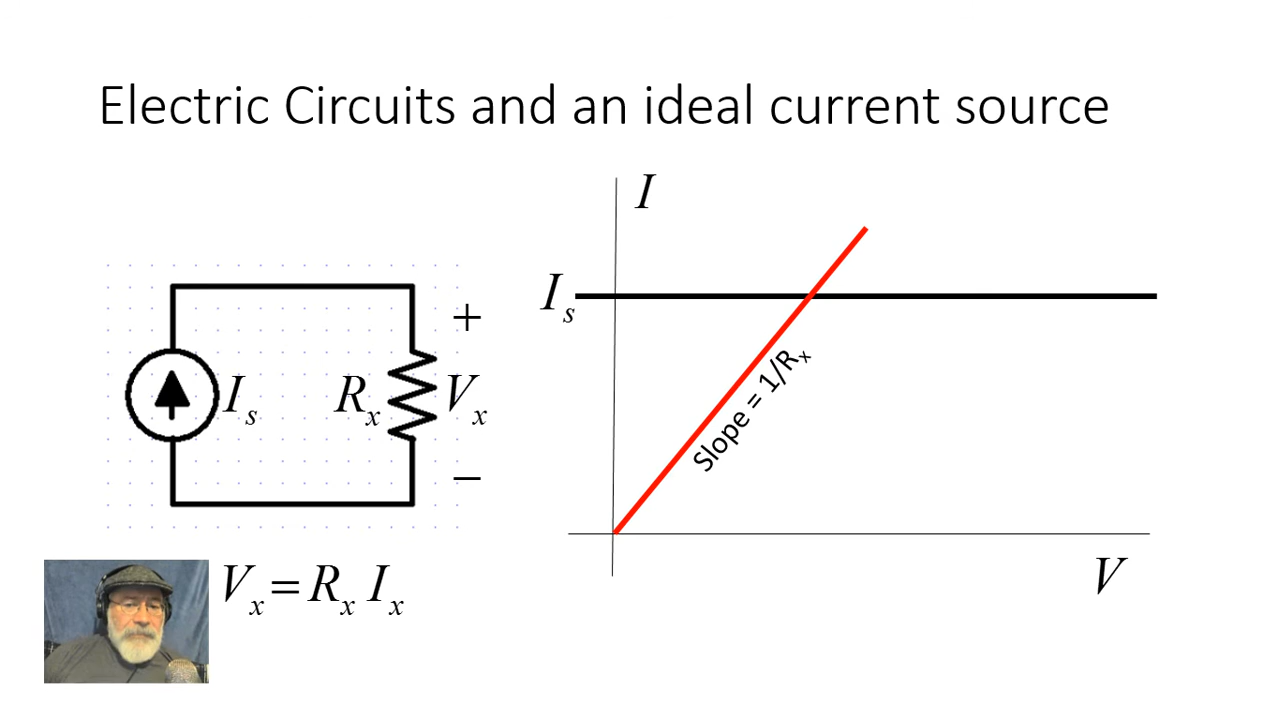 Electric Circuits and an ideal current source
I
I_s
Slope = 1/R_x
V
+
I_s
R_x
V_x
−
V_x = R_x I_x